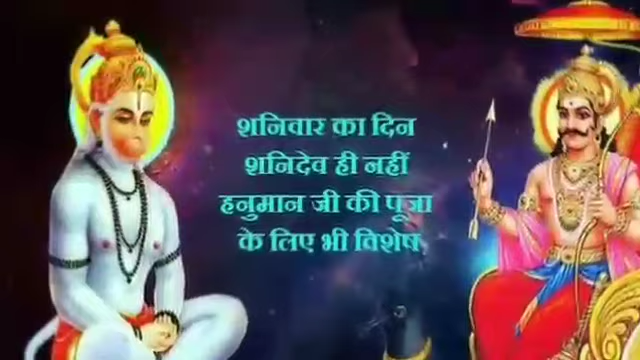 शनिवार का दिन
शनिदेव ही नहीं
हनुमान जी की पूजा
के लिए भी विशेष